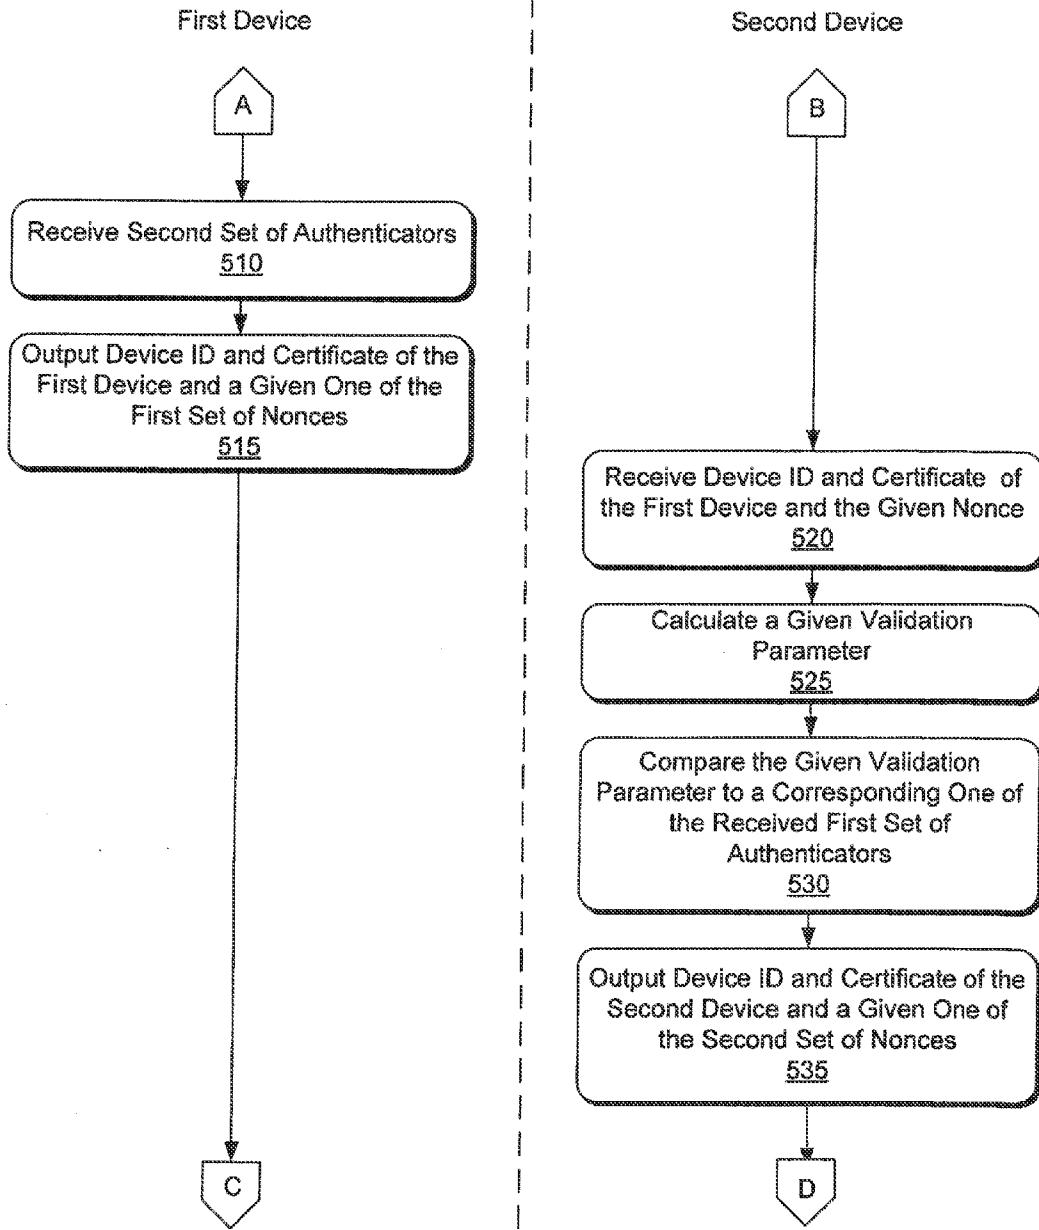 First Device
Second Device
A
B
Receive Second Set of Authenticators
510
Output Device ID and Certificate of the
First Device and a Given One of the
First Set of Nonces
515
Receive Device ID and Certificate of
the First Device and the Given Nonce
520
Calculate a Given Validation
Parameter
525
Compare the Given Validation
Parameter to a Corresponding One of
the Received First Set of
Authenticators
530
Output Device ID and Certificate of the
Second Device and a Given One of
the Second Set of Nonces
535
C
D